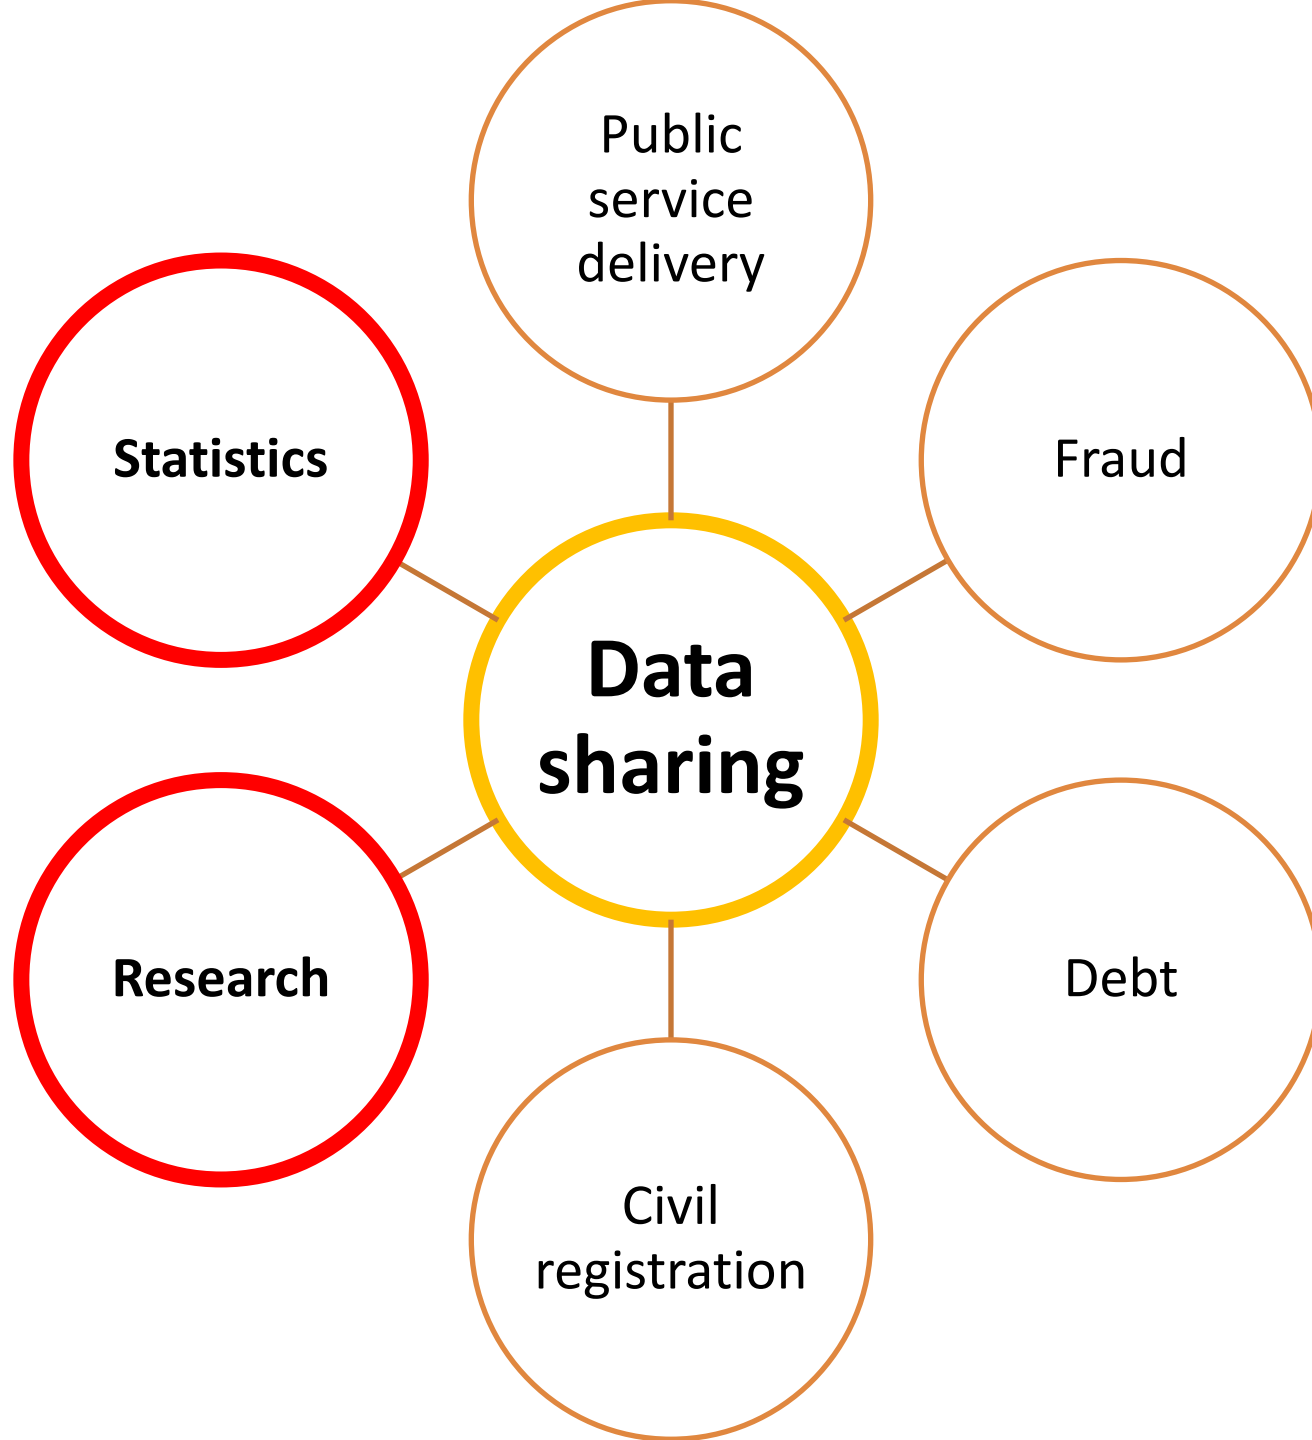 Public
service
delivery
Statistics
Fraud
Data
sharing
Research
Debt
Civil
registration